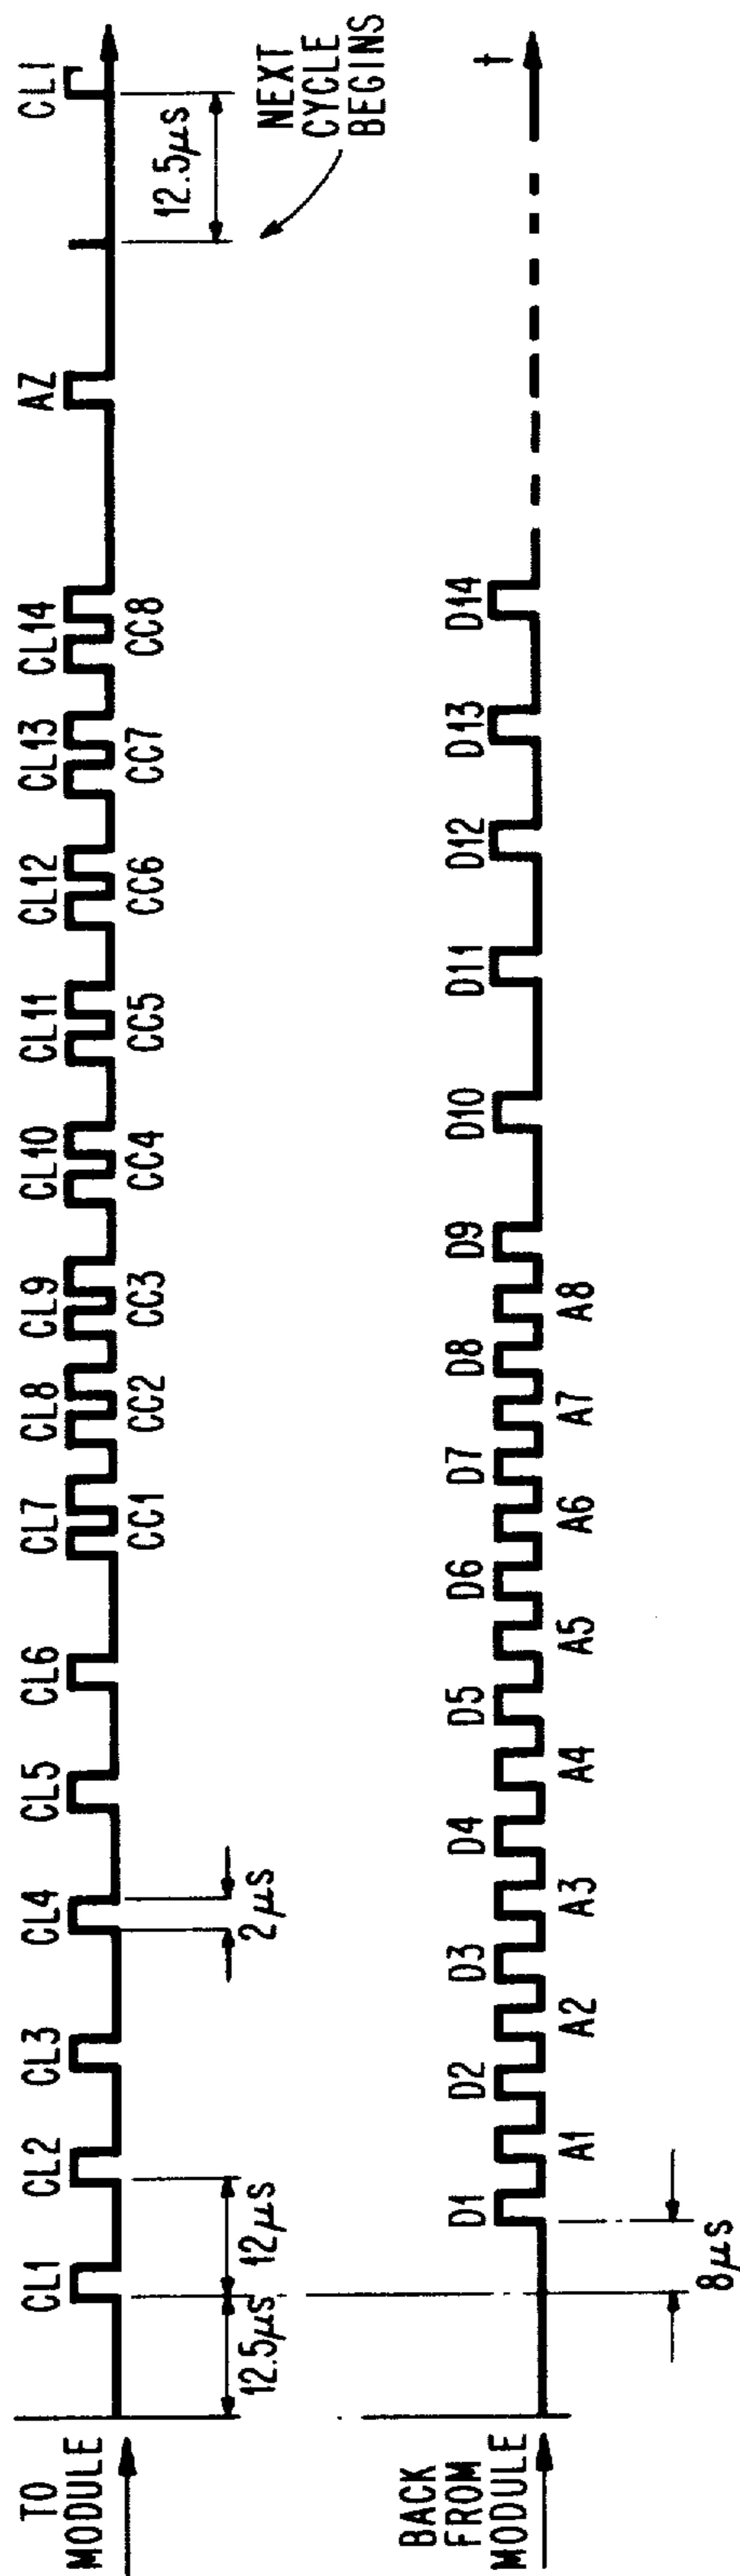 TO
MODULE
CL1
CL2
CL3
CL4
CL5
CL6
CL7
CL8
CL9
CL10
CL11
CL12
CL13
CL14
AZ
CL1
CC1
CC2
CC3
CC4
CC5
CC6
CC7
CC8
12.5μs
12μs
2μs
12.5μs
NEXT
CYCLE
BEGINS
BACK
FROM
MODULE
D1
D2
D3
D4
D5
D6
D7
D8
D9
D10
D11
D12
D13
D14
t
A1
A2
A3
A4
A5
A6
A7
A8
8μs